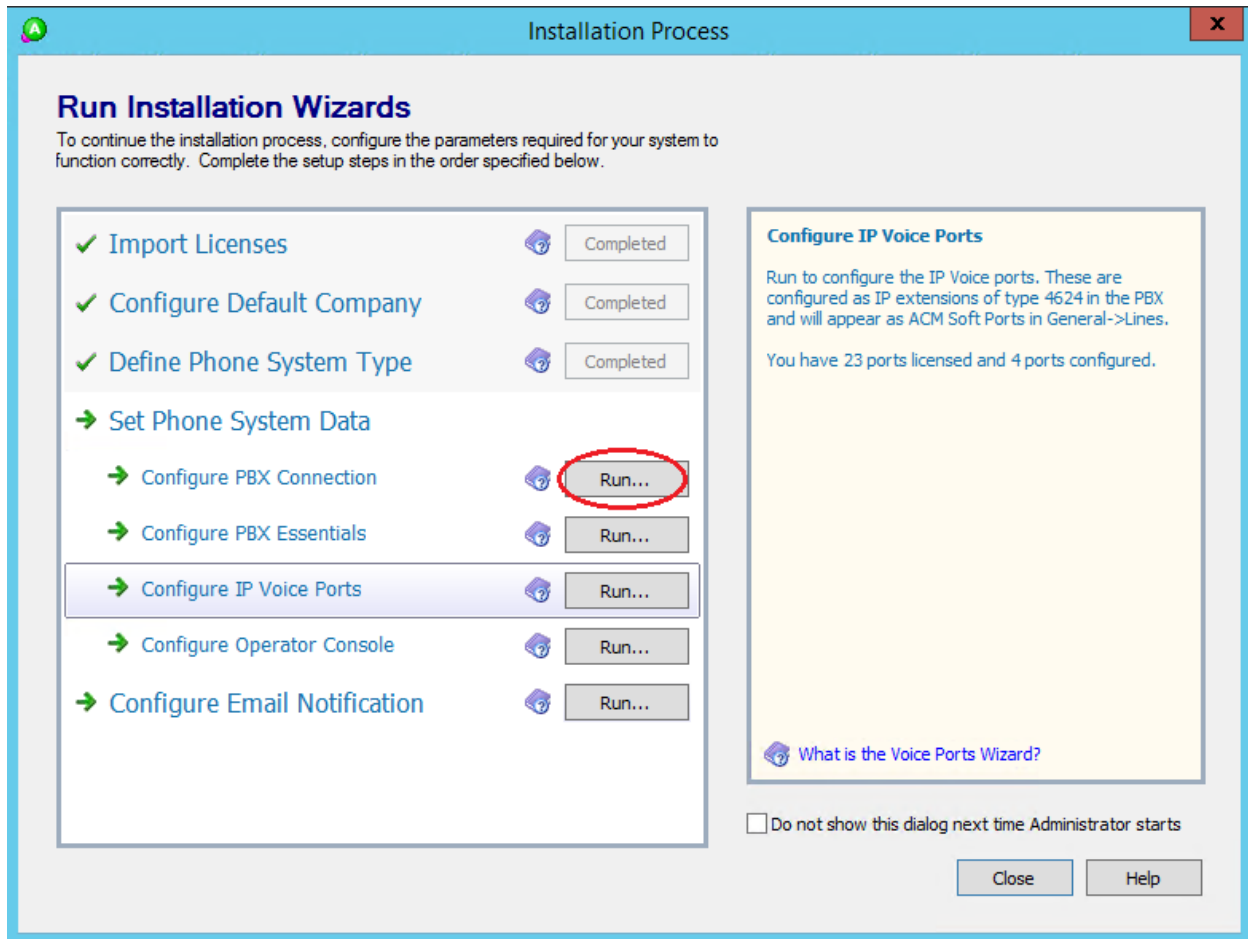 Installation Process
x
Run Installation Wizards
To continue the installation process, configure the parameters required for your system to
function correctly. Complete the setup steps in the order specified below.
Import Licenses
Completed
Configure Default Company
Completed
Define Phone System Type
Completed
Set Phone System Data
Configure PBX Connection
Run...
Configure PBX Essentials
Run...
Configure IP Voice Ports
Run...
Configure Operator Console
Run...
Configure Email Notification
Run...
Configure IP Voice Ports
Run to configure the IP Voice ports. These are
configured as IP extensions of type 4624 in the PBX
and will appear as ACM Soft Ports in General->Lines.
You have 23 ports licensed and 4 ports configured.
What is the Voice Ports Wizard?
Do not show this dialog next time Administrator starts
Close
Help